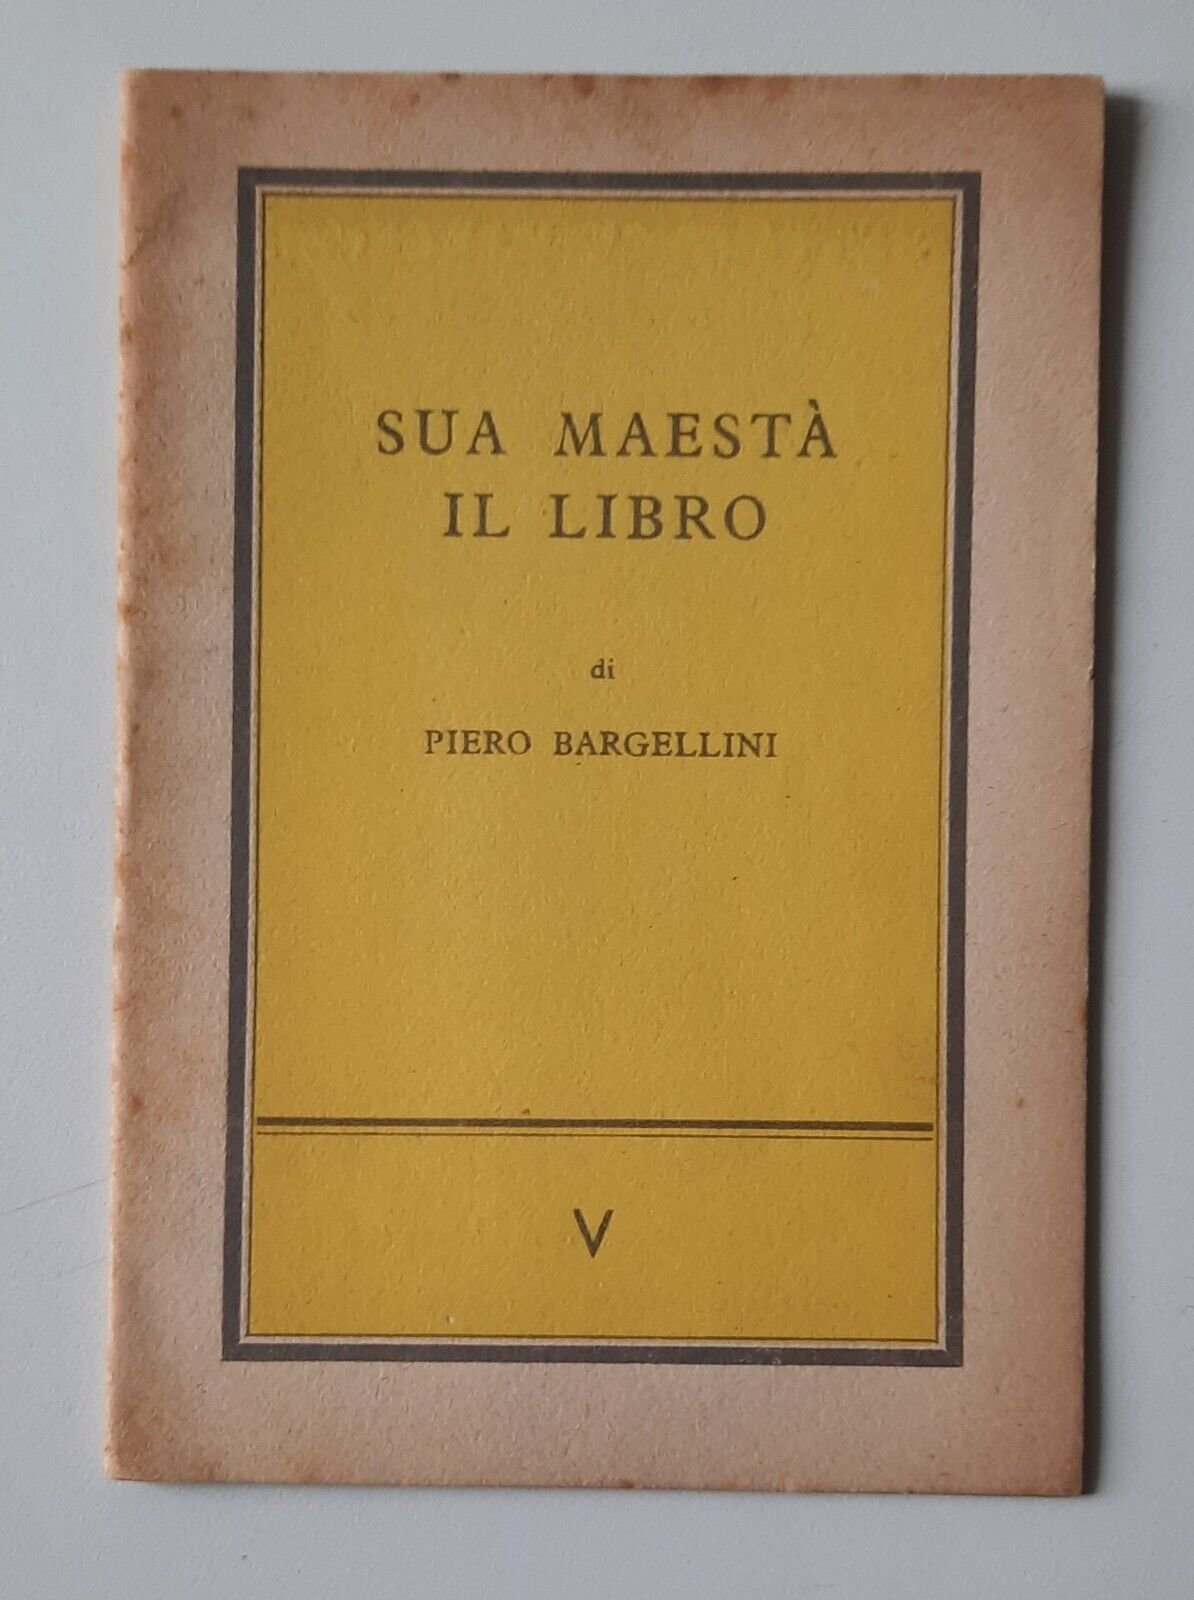 SUA MAESTÀ
IL LIBRO
di
PIERO BARGELLINI
V